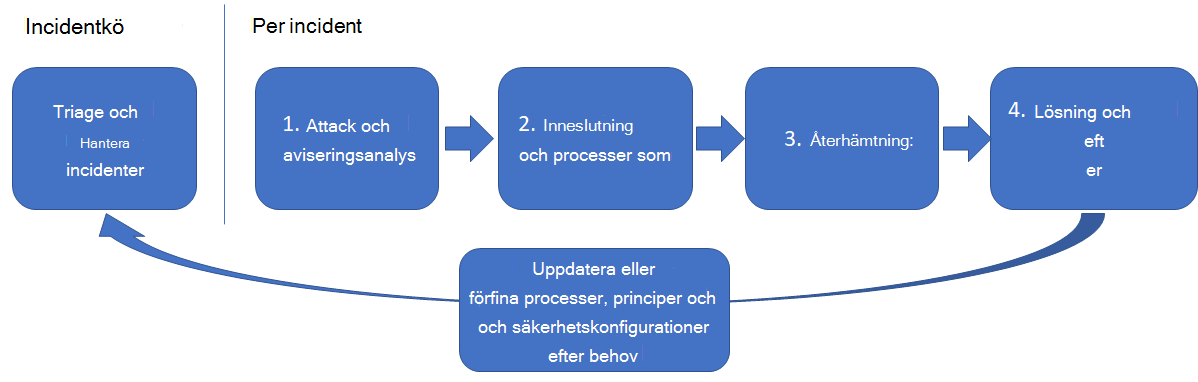 Incidentkö
Per incident
Triage och
Hantera
incidenter
1. Attack och
aviseringsanalys
2. Inneslutning
och processer som
3. Återhämtning:
4. Lösning och
eft
er
Uppdatera eller
förfina processer, principer och
och säkerhetskonfigurationer
efter behov